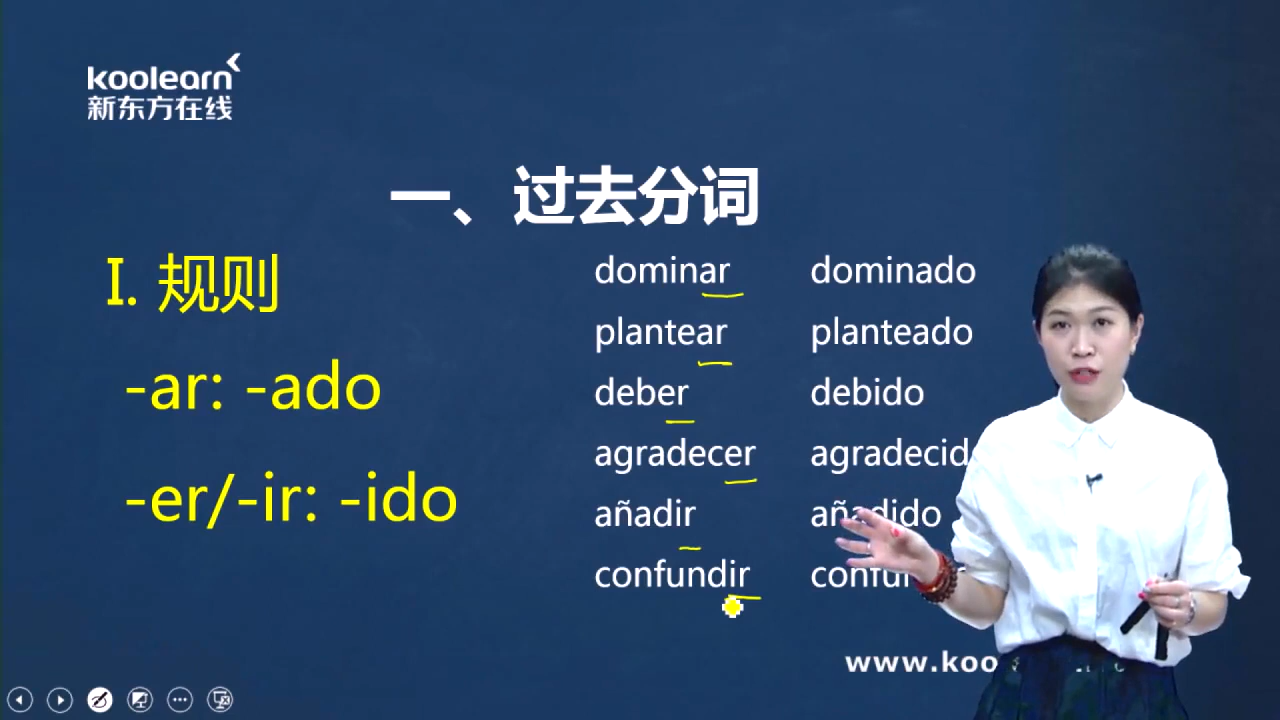 koolearn
新东方在线
一、过去分词
I. 规则
-ar: -ado
-er/-ir: -ido
dominar dominado
plantear planteado
deber debido
agradecer
añadir añadido
confundir